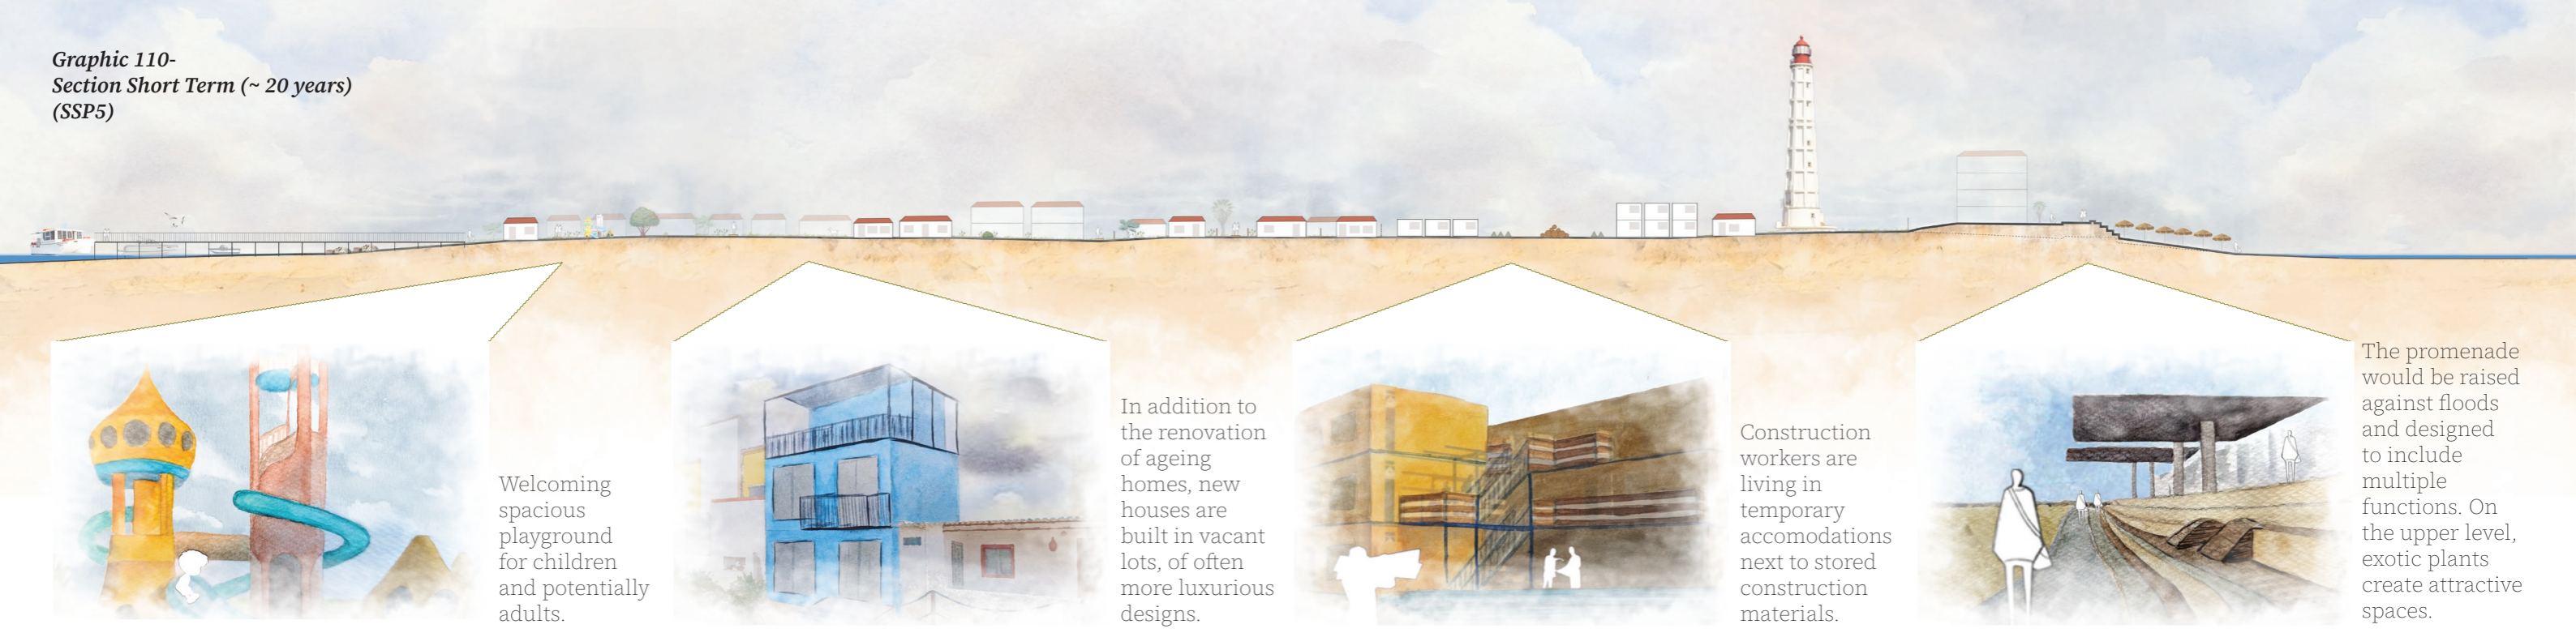 Graphic 110-
Section Short Term (~ 20 years)
(SSP5)
Welcoming
spacious
playground
for children
and potentially
adults.
In addition to
the renovation
of ageing
homes, new
houses are
built in vacant
lots, of often
more luxurious
designs.
Construction
workers are
living in
temporary
accomodations
next to stored
construction
materials.
The promenade
would be raised
against floods
and designed
to include
multiple
functions. On
the upper level,
exotic plants
create attractive
spaces.